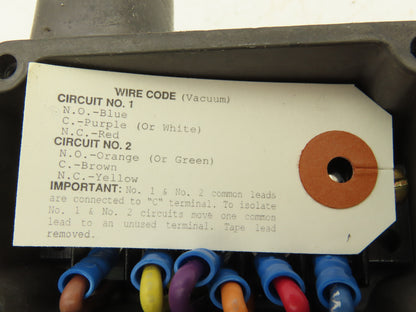 WIRE CODE (Vacuum)
CIRCUIT NO. 1
N.O.-Blue
C.-Purple (Or White)
N.C.-Red
CIRCUIT NO. 2
N.O.-Orange (Or Green)
C.-Brown
N.C.-Yellow
IMPORTANT: No. 1 & No. 2 common leads
are connected to "C" terminal. To isolate
No. 1 & No. 2 circuits move one common
lead to an unused terminal. Tape lead
removed.